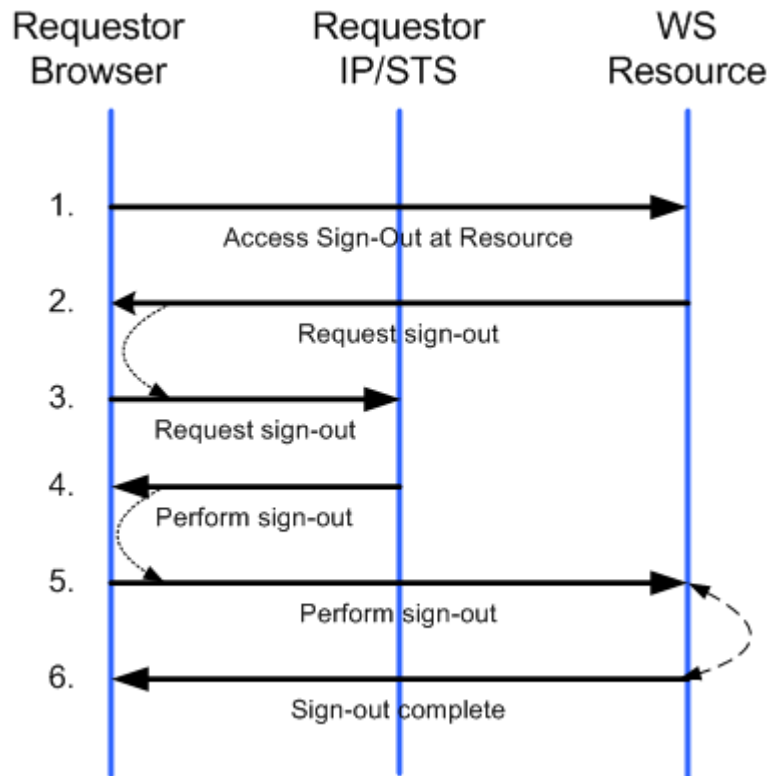 Requestor
Browser
Requestor
IP/STS
WS
Resource
1.
Access Sign-Out at Resource
2.
Request sign-out
3.
Request sign-out
4.
Perform sign-out
5.
Perform sign-out
6.
Sign-out complete